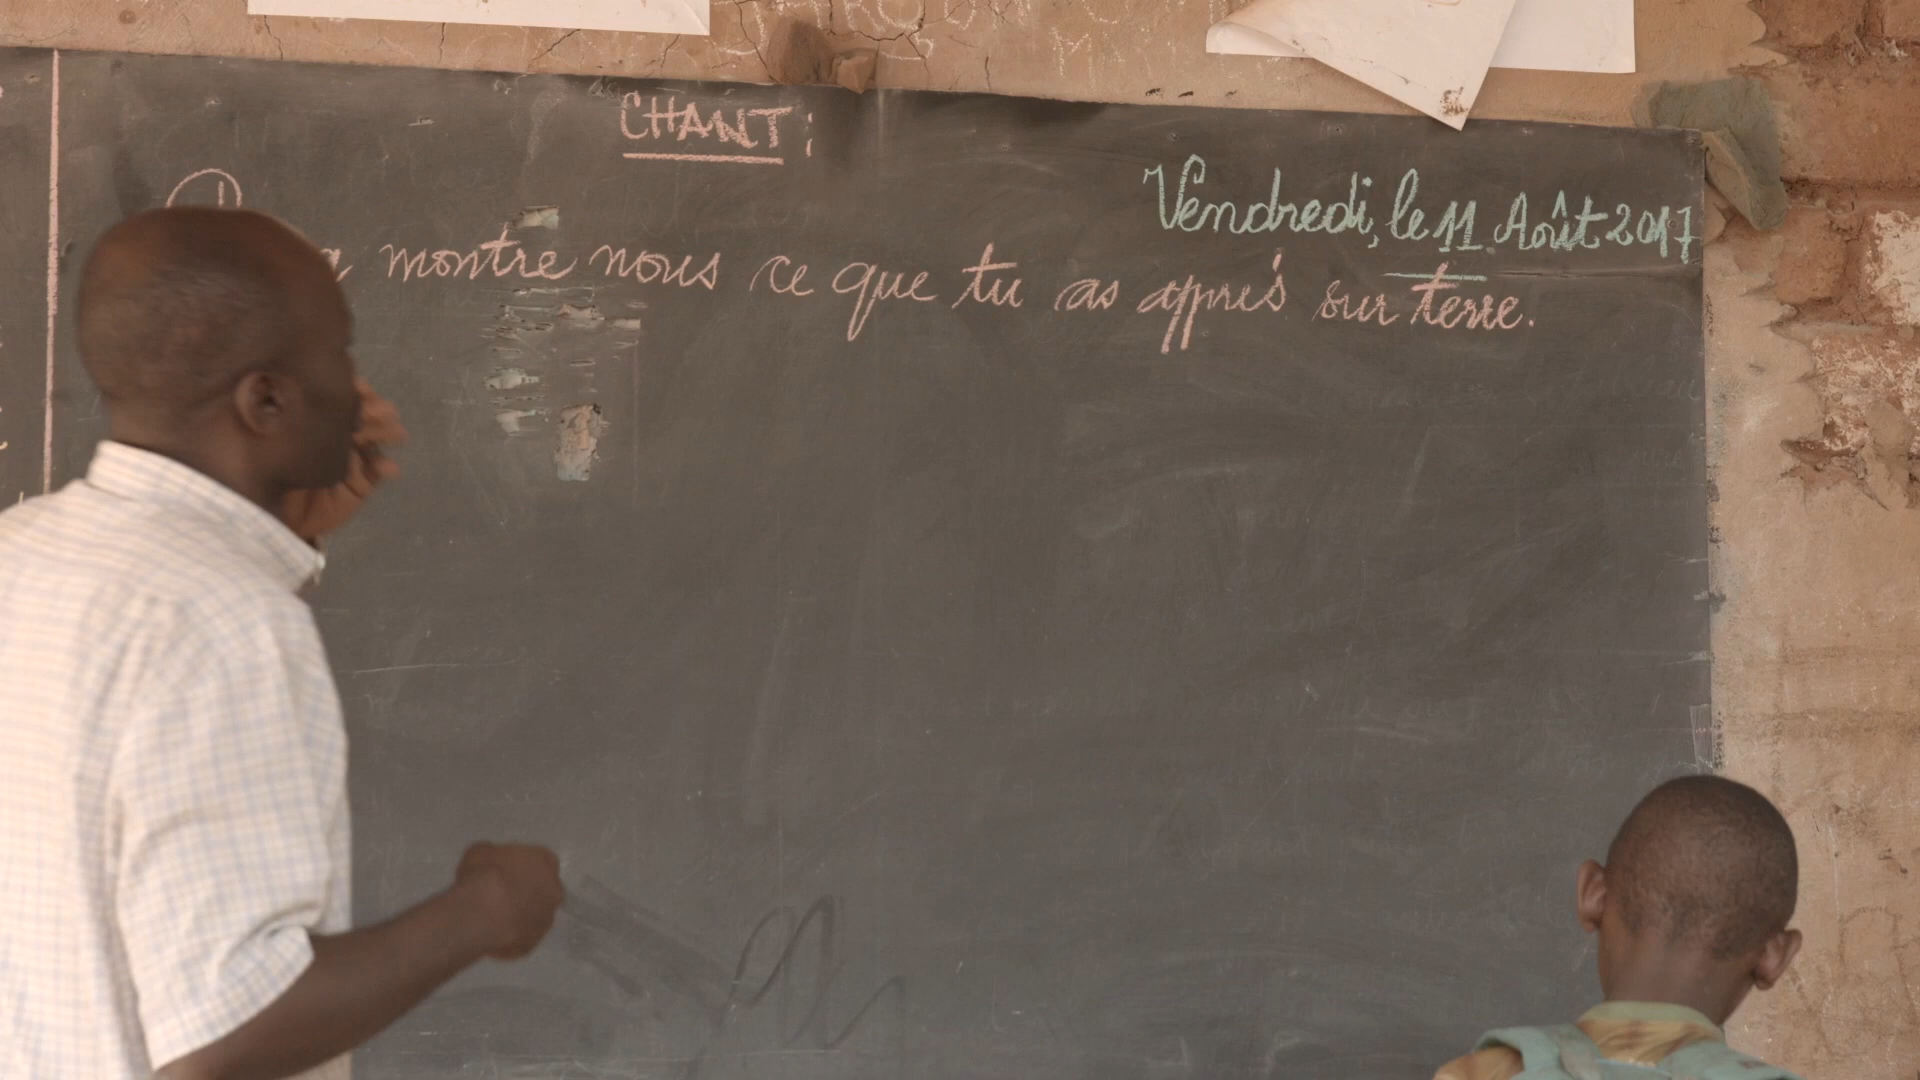 CHANT:
Vendredi, le 11 Août 2017
montre nous ce que tu as appris sur terre.